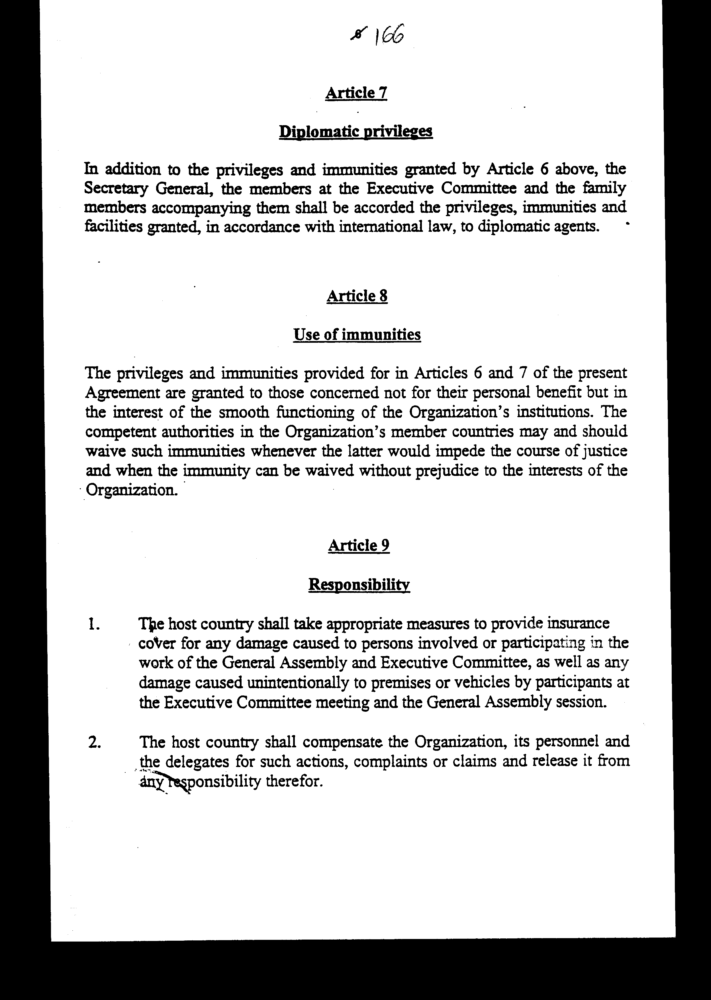 6 166
Article 7
Diplomatic privileges
In addition to the privileges and immunities granted by Article 6 above, the
Secretary General, the members at the Executive Committee and the family
members accompanying them shall be accorded the privileges, immunities and
facilities granted, in accordance with international law, to diplomatic agents.
Article 8
Use of immunities
The privileges and immunities provided for in Articles 6 and 7 of the present
Agreement are granted to those concerned not for their personal benefit but in
the interest of the smooth functioning of the Organization's institutions. The
competent authorities in the Organization's member countries may and should
waive such immunities whenever the latter would impede the course of justice
and when the immunity can be waived without prejudice to the interests of the
Organization.
Article 9
Responsibility
1. The host country shall take appropriate measures to provide insurance
cover for any damage caused to persons involved or participating in the
work of the General Assembly and Executive Committee, as well as any
damage caused unintentionally to premises or vehicles by participants at
the Executive Committee meeting and the General Assembly session.
2. The host country shall compensate the Organization, its personnel and
the delegates for such actions, complaints or claims and release it from
any responsibility therefor.